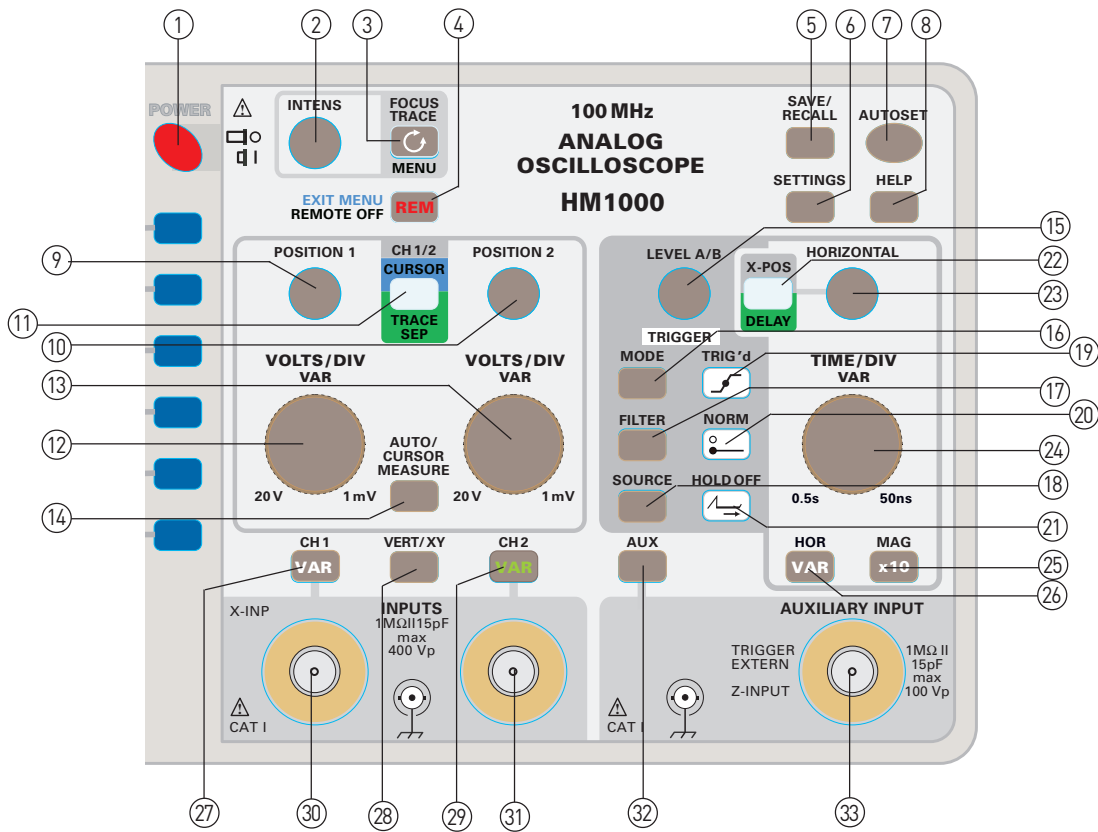 1 2 3 4 5 6 7 8
POWER
INTENS
FOCUS
TRACE
MENU
EXIT MENU
REMOTE OFF
REM
100 MHz
ANALOG
OSCILLOSCOPE
HM1000
SAVE/
RECALL
AUTOSET
SETTINGS
HELP
9
POSITION 1
CH 1/2
CURSOR
TRACE
SEP
POSITION 2
11
10
LEVEL A/B
X-POS
DELAY
HORIZONTAL
15
22
23
VOLTS/DIV
VAR
VOLTS/DIV
VAR
13
12
20 V 1 mV
AUTO/
CURSOR
MEASURE
20 V 1 mV
14
TRIGGER
MODE
TRIG'd
FILTER
NORM
SOURCE
HOLD OFF
TIME/DIV
VAR
0.5s 50ns
16
19
17
20
24
18
21
CH 1
VAR
VERT/XY
CH 2
VAR
AUX
HOR
VAR
MAG
x10
25
26
X-INP
INPUTS
1MΩII15pF
max
400 Vp
CAT I
CAT I
AUXILIARY INPUT
TRIGGER
EXTERN
Z-INPUT
1MΩ II
15pF
max
100 Vp
27 30 28 29 31 32 33